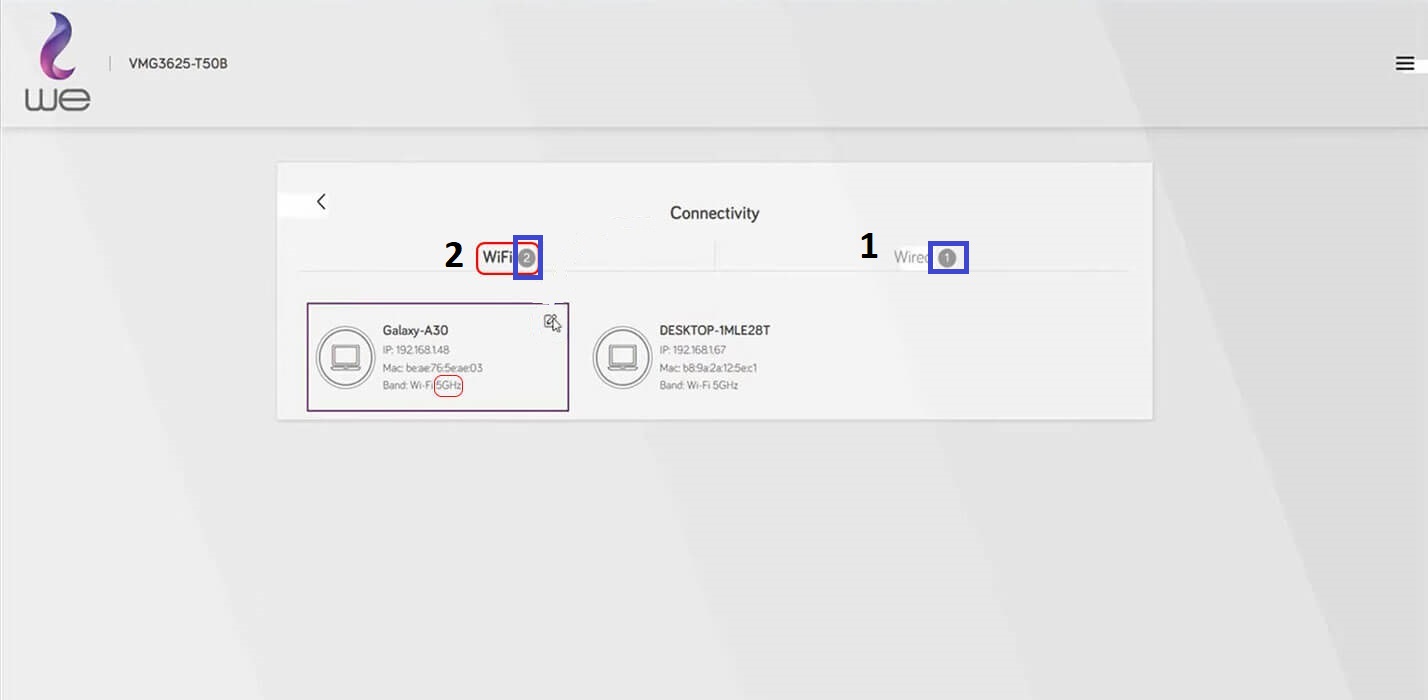 we
VMG3625-T50B
Connectivity
2 WiFi 2
1 Wired 1
Galaxy-A30
IP: 192.168.1.48
Mac: be:ae:76:5e:ae:03
Band: Wi-Fi 5GHz
DESKTOP-1MLE28T
IP: 192.168.1.67
Mac: b8:9a:2a:12:5e:c1
Band: Wi-Fi 5GHz